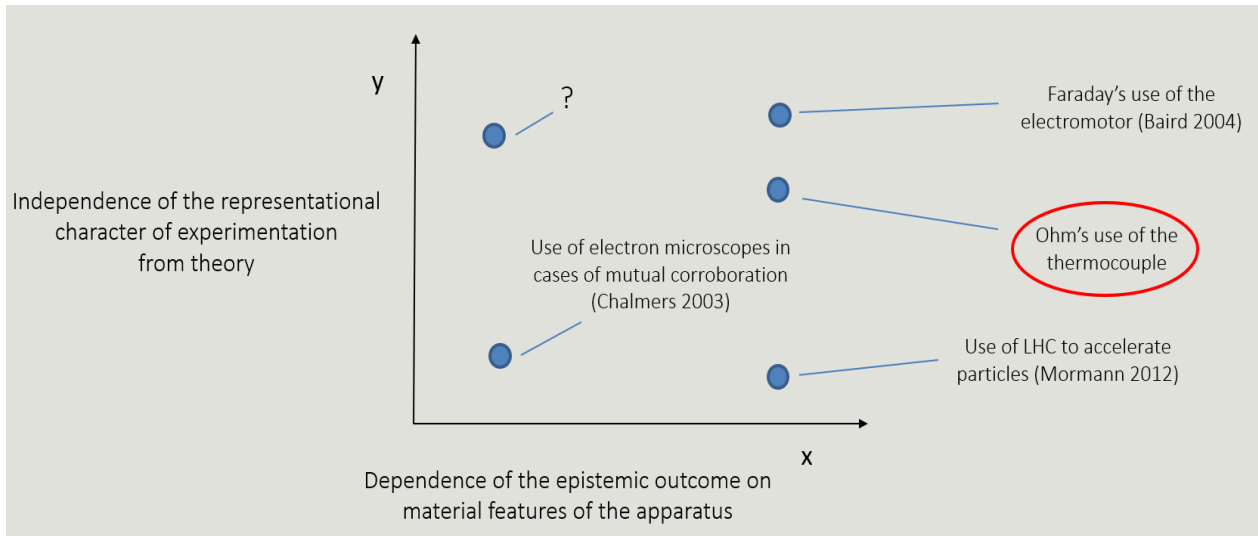 y
?
Faraday's use of the
electromotor (Baird 2004)
Independence of the representational
character of experimentation
from theory
Use of electron microscopes in
cases of mutual corroboration
(Chalmers 2003)
Ohm's use of the
thermocouple
Use of LHC to accelerate
particles (Mormann 2012)
x
Dependence of the epistemic outcome on
material features of the apparatus